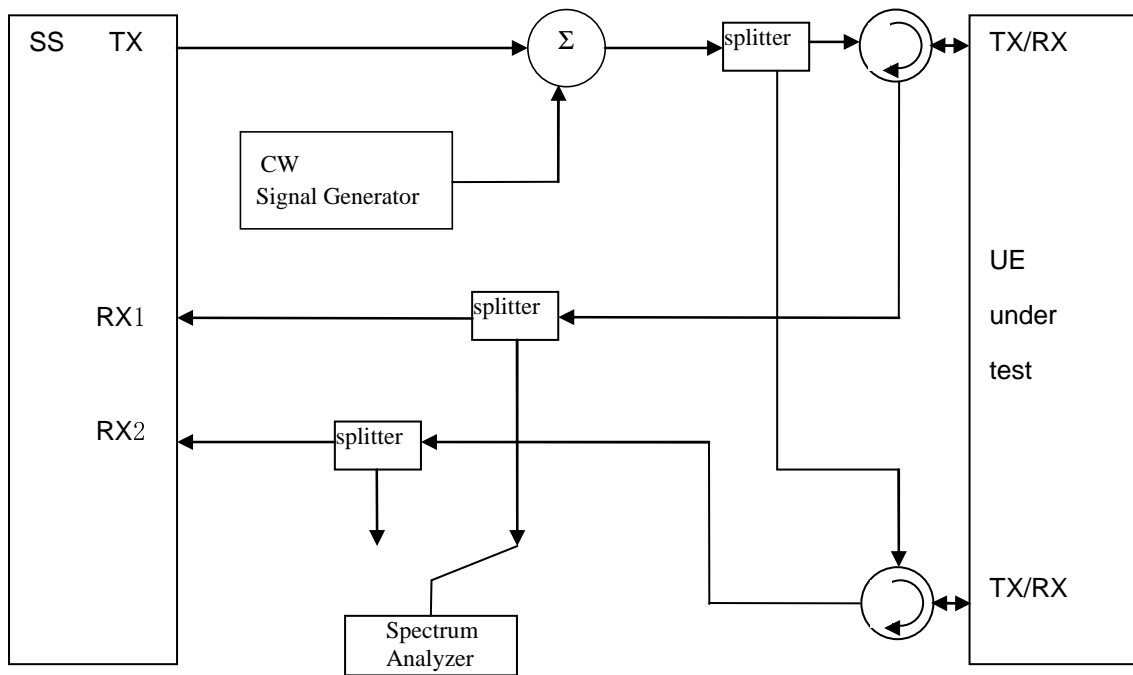 SS TX
Σ
splitter
TX/RX
CW
Signal Generator
UE
under
test
RX1
splitter
RX2
splitter
TX/RX
Spectrum
Analyzer